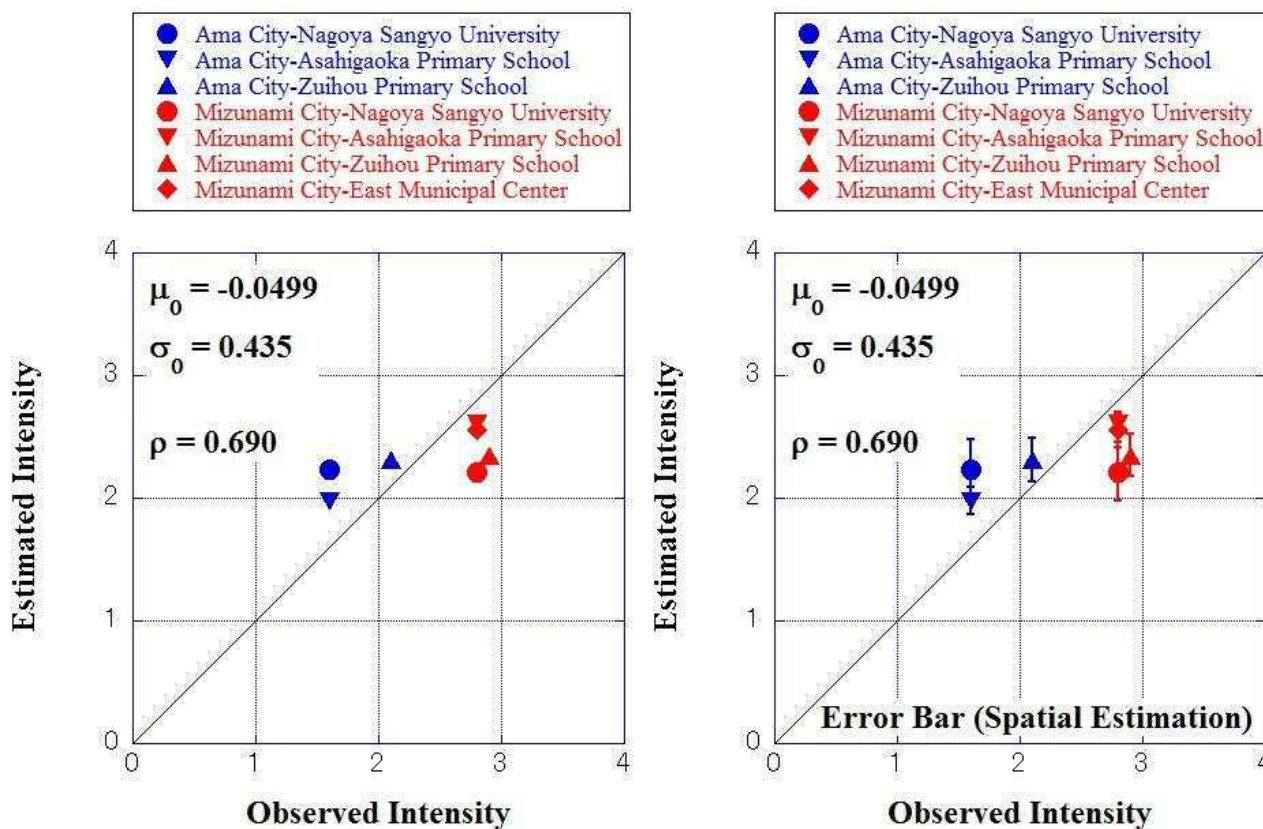 Ama City-Nagoya Sangyo University
Ama City-Asahigaoka Primary School
Ama City-Zuihou Primary School
Mizunami City-Nagoya Sangyo University
Mizunami City-Asahigaoka Primary School
Mizunami City-Zuihou Primary School
Mizunami City-East Municipal Center
4
3
2
1
0
μ₀ = -0.0499
σ₀ = 0.435
ρ = 0.690
Estimated Intensity
0 1 2 3 4
Observed Intensity
Ama City-Nagoya Sangyo University
Ama City-Asahigaoka Primary School
Ama City-Zuihou Primary School
Mizunami City-Nagoya Sangyo University
Mizunami City-Asahigaoka Primary School
Mizunami City-Zuihou Primary School
Mizunami City-East Municipal Center
4
3
2
1
0
μ₀ = -0.0499
σ₀ = 0.435
ρ = 0.690
Estimated Intensity
Error Bar (Spatial Estimation)
0 1 2 3 4
Observed Intensity